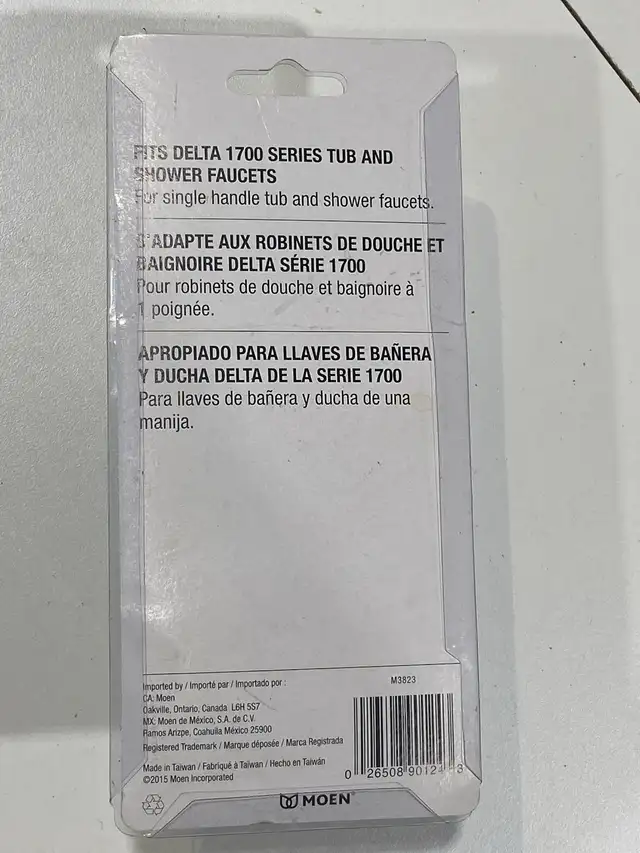 FITS DELTA 1700 SERIES TUB AND
SHOWER FAUCETS
For single handle tub and shower faucets.
S'ADAPTE AUX ROBINETS DE DOUCHE ET
BAIGNOIRE DELTA SÉRIE 1700
Pour robinets de douche et baignoire à
1 poignée.
APROPIADO PARA LLAVES DE BAÑERA
Y DUCHA DELTA DE LA SERIE 1700
Para llaves de bañera y ducha de una
manija.
Imported by / Importé par / Importado por :
CA: Moen
Oakville, Ontario, Canada L6H 5S7
MX: Moen de México, S.A. de C.V.
Ramos Arizpe, Coahuila México 25900
Registered Trademark / Marque déposée / Marca Registrada
Made in Taiwan / Fabriqué à Taiwan / Hecho en Taiwán
©2015 Moen Incorporated
M3823
0 26508
MOEN